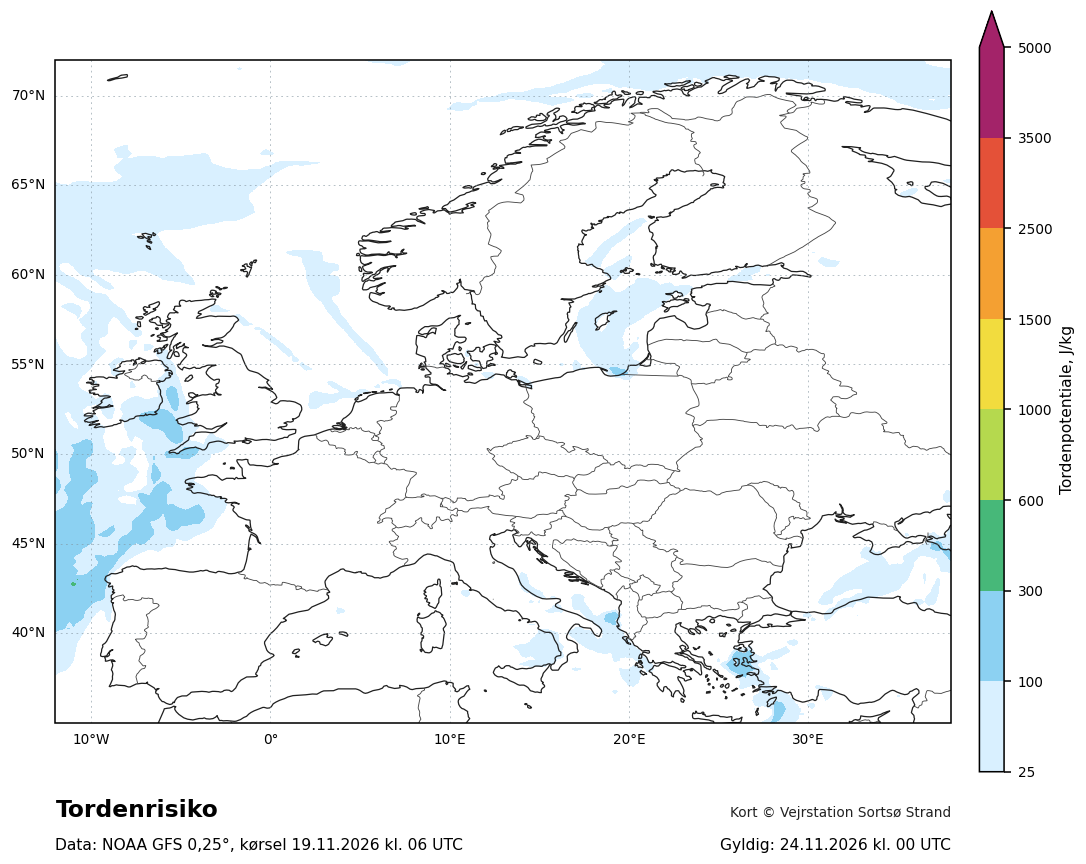 70°N
65°N
60°N
55°N
50°N
45°N
40°N
10°W
0°
10°E
20°E
30°E
5000
3500
2500
1500
1000
600
300
100
25
Tordenpotentiale, J/kg
Tordenrisiko
Kort © Vejrstation Sortsø Strand
Data: NOAA GFS 0,25°, kørsel 19.11.2026 kl. 06 UTC
Gyldig: 24.11.2026 kl. 00 UTC